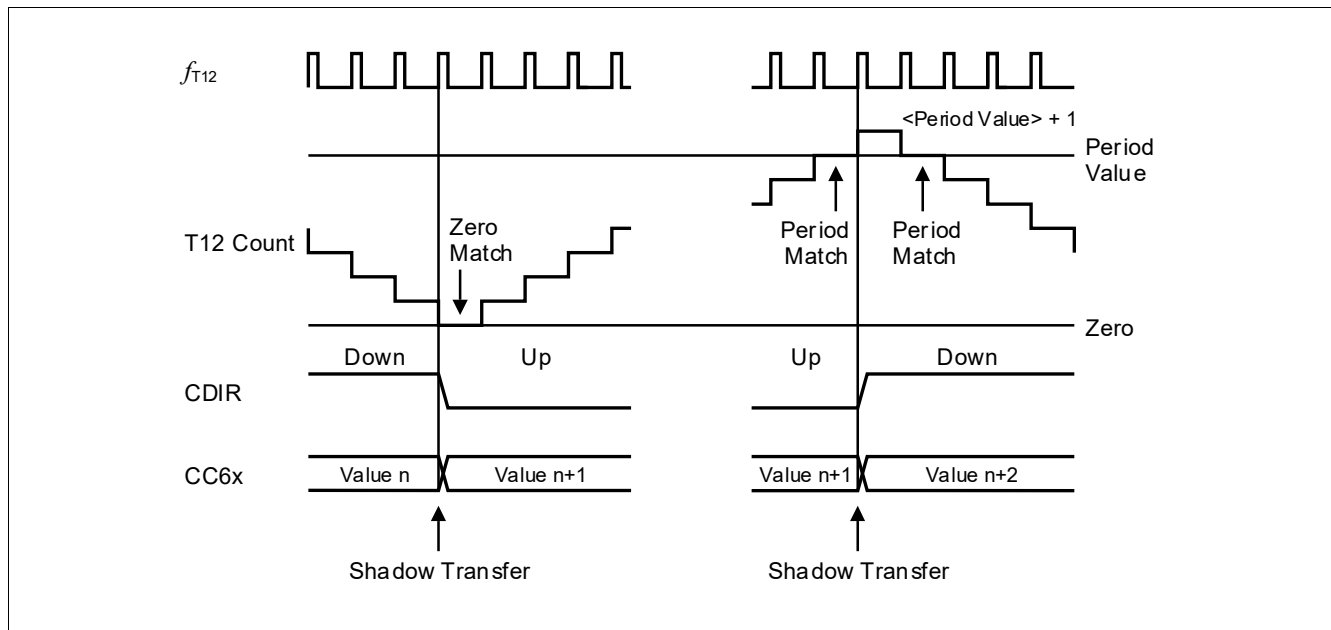 fT12
<Period Value> + 1
Period
Value
Zero
Match
Period
Match
Period
Match
T12 Count
Zero
Down
Up
Up
Down
CDIR
CC6x
Value n
Value n+1
Value n+1
Value n+2
Shadow Transfer
Shadow Transfer